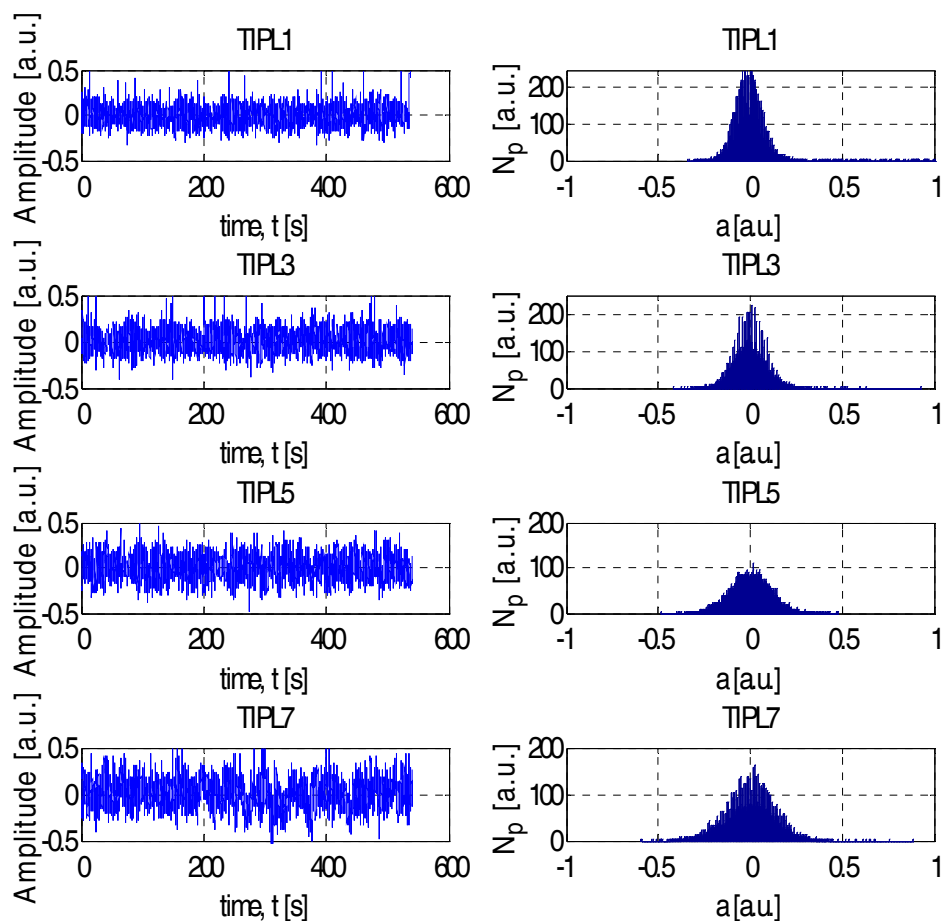 TIPL1
TIPL1
Amplitude [a.u.]
0.5
0
-0.5
0 200 400 600
time, t [s]
N_p [a.u.]
200
100
0
-1 -0.5 0 0.5 1
a [a.u.]
TIPL3
TIPL3
Amplitude [a.u.]
0.5
0
-0.5
0 200 400 600
time, t [s]
N_p [a.u.]
200
100
0
-1 -0.5 0 0.5 1
a [a.u.]
TIPL5
TIPL5
Amplitude [a.u.]
0.5
0
-0.5
0 200 400 600
time, t [s]
N_p [a.u.]
200
100
0
-1 -0.5 0 0.5 1
a [a.u.]
TIPL7
TIPL7
Amplitude [a.u.]
0.5
0
-0.5
0 200 400 600
time, t [s]
N_p [a.u.]
200
100
0
-1 -0.5 0 0.5 1
a [a.u.]